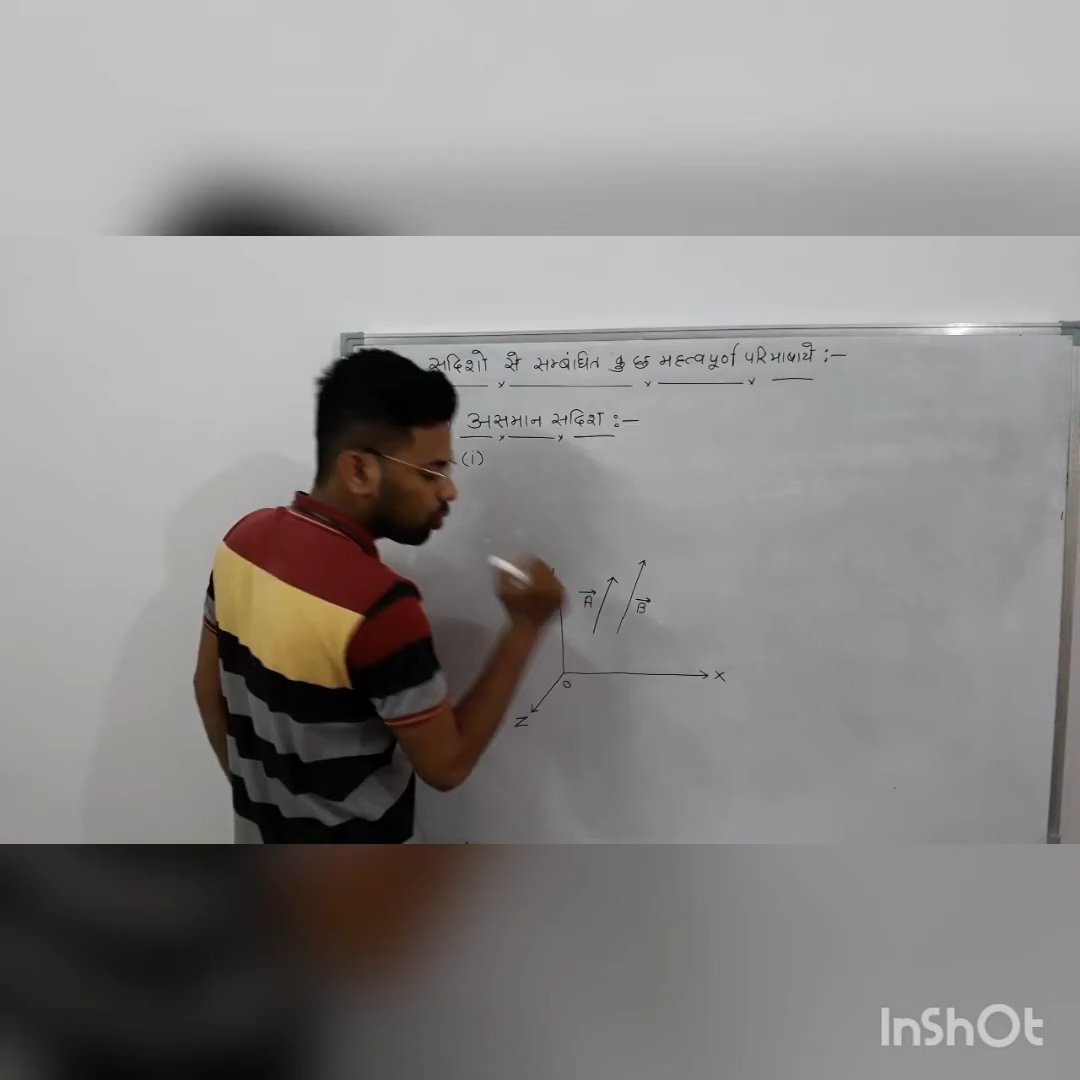 सदिशो से सम्बंधित कुछ महत्वपूर्ण परिभाषाये :-
असमान सदिश :-
(i)
A B
X
O
Z
InShOt